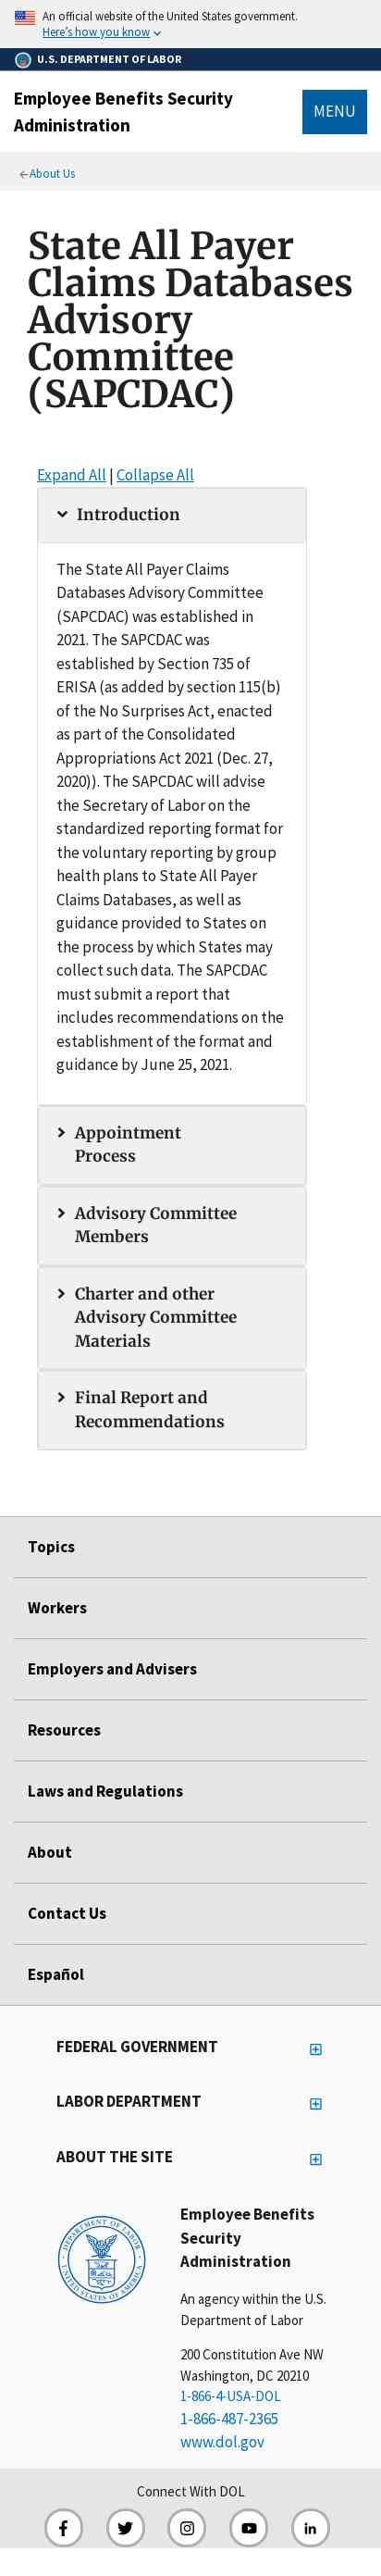 An official website of the United States government.
Here's how you know
U.S. DEPARTMENT OF LABOR
Employee Benefits Security
Administration
MENU
About Us
State All Payer
Claims Databases
Advisory
Committee
(SAPCDAC)
Expand All | Collapse All
Introduction
The State All Payer Claims
Databases Advisory Committee
(SAPCDAC) was established in
2021. The SAPCDAC was
established by Section 735 of
ERISA (as added by section 115(b)
of the No Surprises Act, enacted
as part of the Consolidated
Appropriations Act 2021 (Dec. 27,
2020)). The SAPCDAC will advise
the Secretary of Labor on the
standardized reporting format for
the voluntary reporting by group
health plans to State All Payer
Claims Databases, as well as
guidance provided to States on
the process by which States may
collect such data. The SAPCDAC
must submit a report that
includes recommendations on the
establishment of the format and
guidance by June 25, 2021.
Appointment
Process
Advisory Committee
Members
Charter and other
Advisory Committee
Materials
Final Report and
Recommendations
Topics
Workers
Employers and Advisers
Resources
Laws and Regulations
About
Contact Us
Español
FEDERAL GOVERNMENT
LABOR DEPARTMENT
ABOUT THE SITE
DEPARTMENT OF LABOR
UNITED STATES OF AMERICA
Employee Benefits
Security
Administration
An agency within the U.S.
Department of Labor
200 Constitution Ave NW
Washington, DC 20210
1-866-4-USA-DOL
1-866-487-2365
www.dol.gov
Connect With DOL